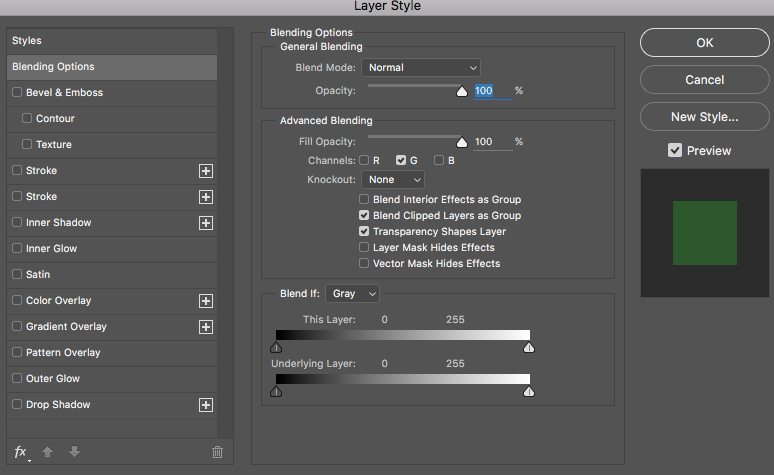 Layer Style
Styles
Blending Options
Bevel & Emboss
Contour
Texture
Stroke
Stroke
Inner Shadow
Inner Glow
Satin
Color Overlay
Gradient Overlay
Pattern Overlay
Outer Glow
Drop Shadow
fx
Blending Options
General Blending
Blend Mode: Normal
Opacity: 100 %
Advanced Blending
Fill Opacity: 100 %
Channels: R G B
Knockout: None
Blend Interior Effects as Group
Blend Clipped Layers as Group
Transparency Shapes Layer
Layer Mask Hides Effects
Vector Mask Hides Effects
Blend If: Gray
This Layer: 0 255
Underlying Layer: 0 255
OK
Cancel
New Style...
Preview